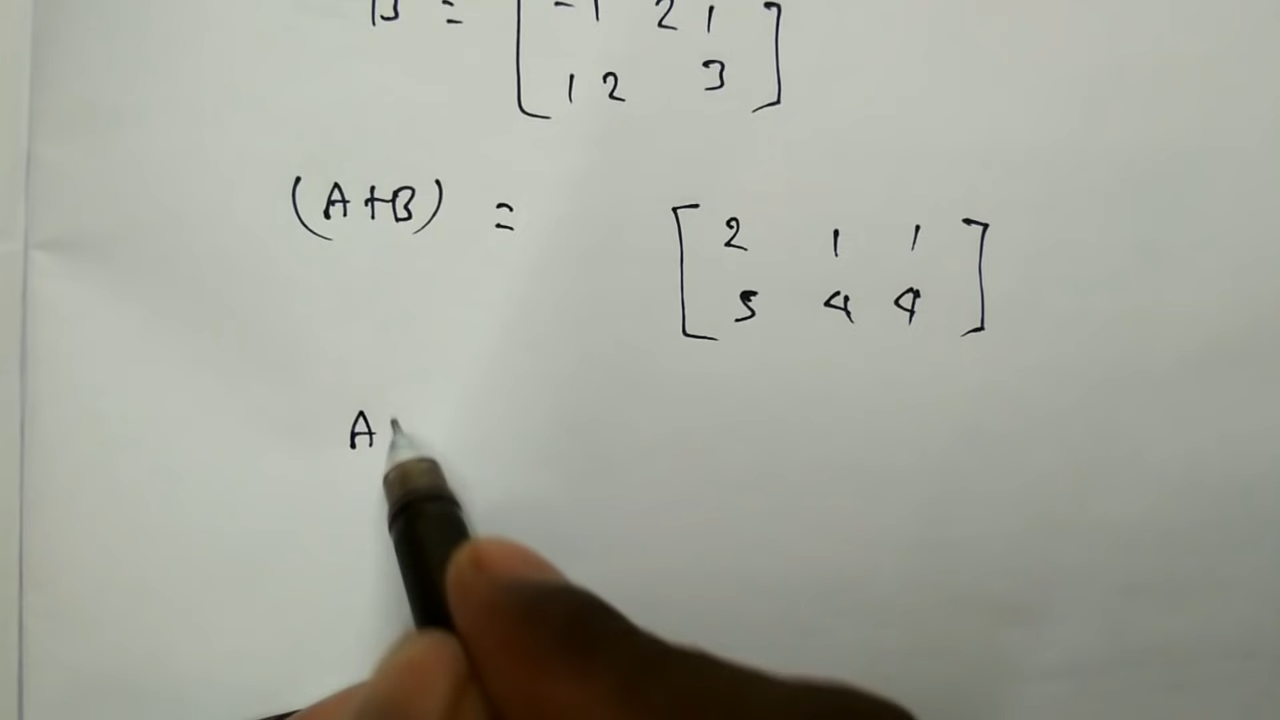 B = [ -1 2 1
1 2 3 ]
(A+B) = [ 2 1 1
5 4 4 ]
A